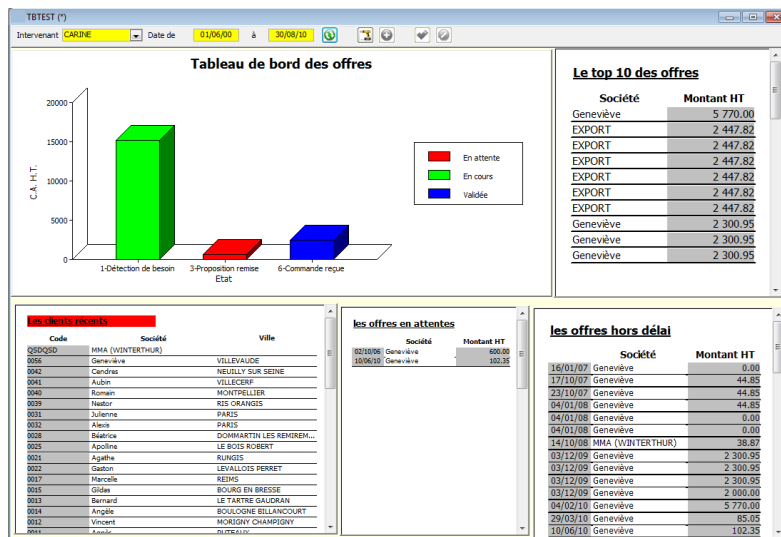 TBTEST (*)
Intervenant CARINE Date de 01/06/00 à 30/08/10
Tableau de bord des offres
20000
15000
10000
5000
0
C.A. H.T.
1-Détection de besoin 3-Proposition remise 6-Commande reçue
Etat
En attente
En cours
Validée
Le top 10 des offres
Société Montant HT
Geneviève 5 770.00
EXPORT 2 447.82
EXPORT 2 447.82
EXPORT 2 447.82
EXPORT 2 447.82
EXPORT 2 447.82
EXPORT 2 447.82
Geneviève 2 300.95
Geneviève 2 300.95
Geneviève 2 300.95
Les clients récents
Code Société Ville
QSDQSD MMA (WINTERTHUR)
0056 Geneviève VILLEVAUDE
0042 Cendres NEUILLY SUR SEINE
0041 Aubin VILLECERF
0040 Romain MONTPELLIER
0039 Nestor RIS ORANGIS
0031 Julienne PARIS
0032 Alexis PARIS
0028 Béatrice DOMMARTIN LES REMIREM...
0025 Apolline LE BOIS ROBERT
0021 Agathe RUNGIS
0022 Gaston LEVALLOIS PERRET
0017 Marcelle REIMS
0015 Gildas BOURG EN BRESSE
0013 Bernard LE TARTRE GAUDRAN
0014 Angèle BOULOGNE BILLANCOURT
0012 Vincent MORIGNY CHAMPIGNY
0011 Agnès PUTEAUX
les offres en attentes
Société Montant HT
02/10/06 Geneviève 600.00
10/06/10 Geneviève 102.35
les offres hors délai
Société Montant HT
16/01/07 Geneviève 0.00
17/10/07 Geneviève 44.85
23/10/07 Geneviève 44.85
04/01/08 Geneviève 44.85
04/01/08 Geneviève 0.00
04/01/08 Geneviève 0.00
14/10/08 MMA (WINTERTHUR) 38.87
03/12/09 Geneviève 2 300.95
03/12/09 Geneviève 2 300.95
03/12/09 Geneviève 2 300.95
03/12/09 Geneviève 2 000.00
04/02/10 Geneviève 5 770.00
29/03/10 Geneviève 85.05
10/06/10 Geneviève 102.35